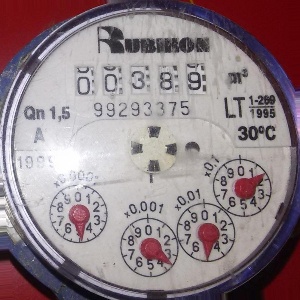 RUBIKON
00389 m³
Qn 1,5 99293375 LT 1-269
1995
A 30°C
x0,0001 x0,001 x0,01 x0,1